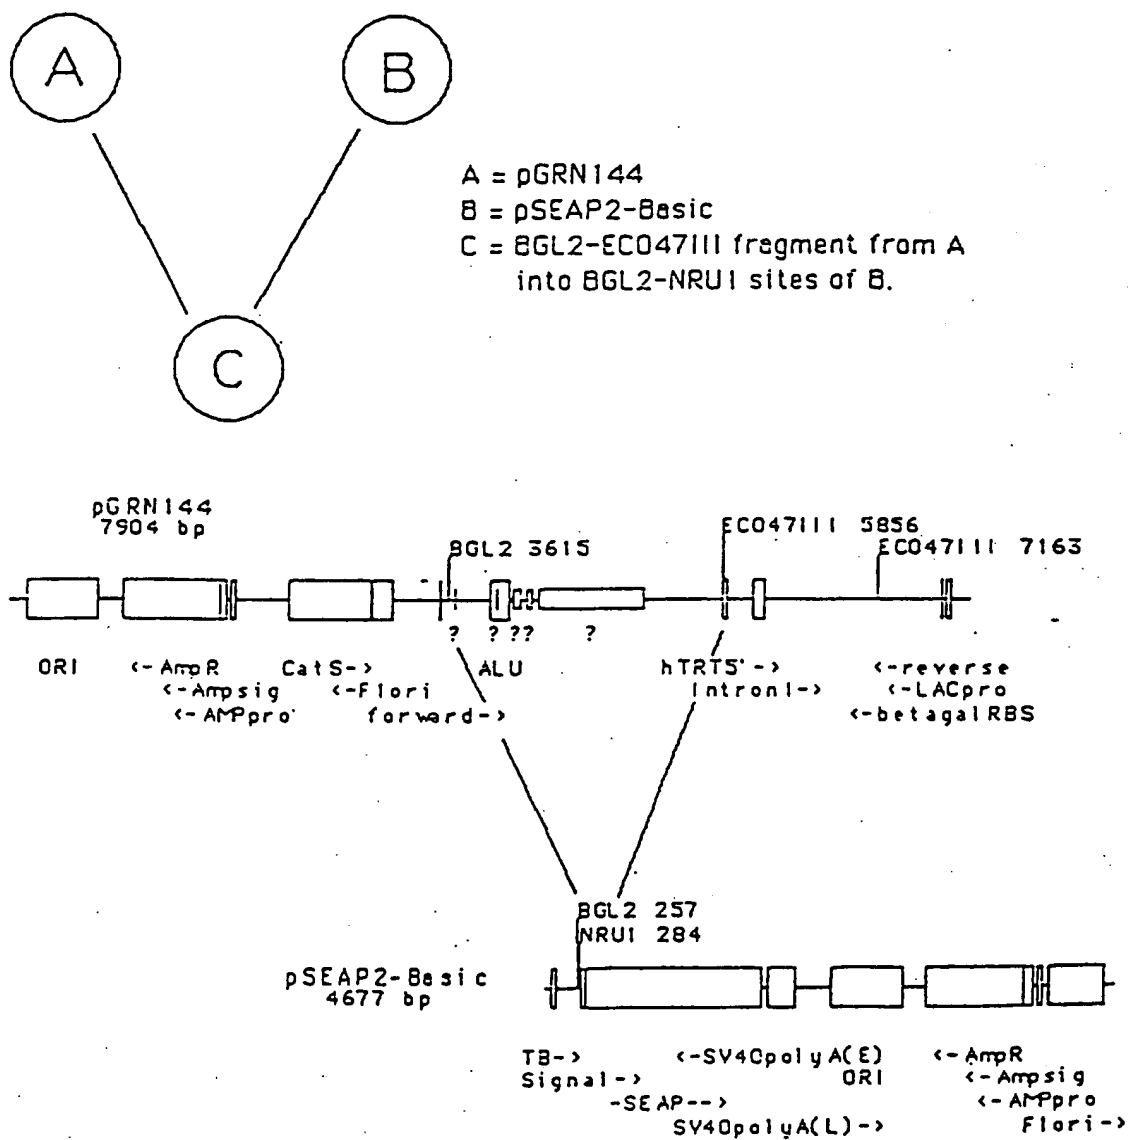 A
B
C
A = pGRN144
B = pSEAP2-Basic
C = BGL2-ECO47III fragment from A
into BGL2-NRU1 sites of B.
pGRN144
7904 bp
BGL2 3615
ECO47III 5856
ECO47III 7163
? ? ?? ?
ORI <-AmpR CatS-> ALU hTRT5'-> <-reverse
<-Ampsig <-F1ori Intron1-> <-LACpro
<-AMPpro forward-> <-betagalRBS
BGL2 257
NRU1 284
pSEAP2-Basic
4677 bp
TB-> <-SV40polyA(E) <-AmpR
Signal-> ORI <-Ampsig
-SEAP--> <-AMPpro
SV40polyA(L)-> F1ori->